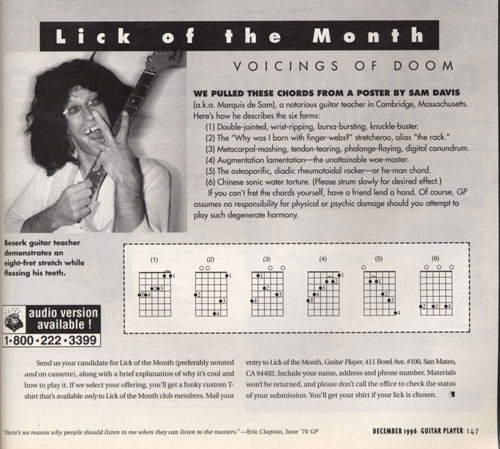 Lick of the Month
VOICINGS OF DOOM
WE PULLED THESE CHORDS FROM A POSTER BY SAM DAVIS
(a.k.a. Marquis de Sam), a notorious guitar teacher in Cambridge, Massachusetts.
Here's how he describes the six forms:
(1) Double-jointed, wrist-ripping, bursa-bursting, knuckle-buster.
(2) The "Why was I born with finger-webs?" stretcheroo, alias "the rack."
(3) Metacarpal-mashing, tendon-tearing, phalange-flaying, digital conundrum.
(4) Augmentation lamentation—the unattainable woe-master.
(5) The osteoporific, diadic rheumatoidal rocker—or he-man chord.
(6) Chinese sonic water torture. (Please strum slowly for desired effect.)
If you can't fret the chords yourself, have a friend lend a hand. Of course, GP
assumes no responsibility for physical or psychic damage should you attempt to
play such degenerate harmony.
Beserk guitar teacher
demonstrates an
eight-fret stretch while
flossing his teeth.
(1) (2) (3) (4) (5) (6)
audio version
available !
1·800·222·3399
Send us your candidate for Lick of the Month (preferably notated
and on cassette), along with a brief explanation of why it's cool and
how to play it. If we select your offering, you'll get a funky custom T-
shirt that's available only to Lick of the Month club members. Mail your
entry to Lick of the Month, Guitar Player, 411 Borel Ave. #100, San Mateo,
CA 94402. Include your name, address and phone number. Materials
won't be returned, and please don't call the office to check the status
of your submission. You'll get your shirt if your lick is chosen.
"There's no reason why people should listen to me when they can listen to the masters."—Eric Clapton, June '70 GP
DECEMBER 1996 GUITAR PLAYER 147